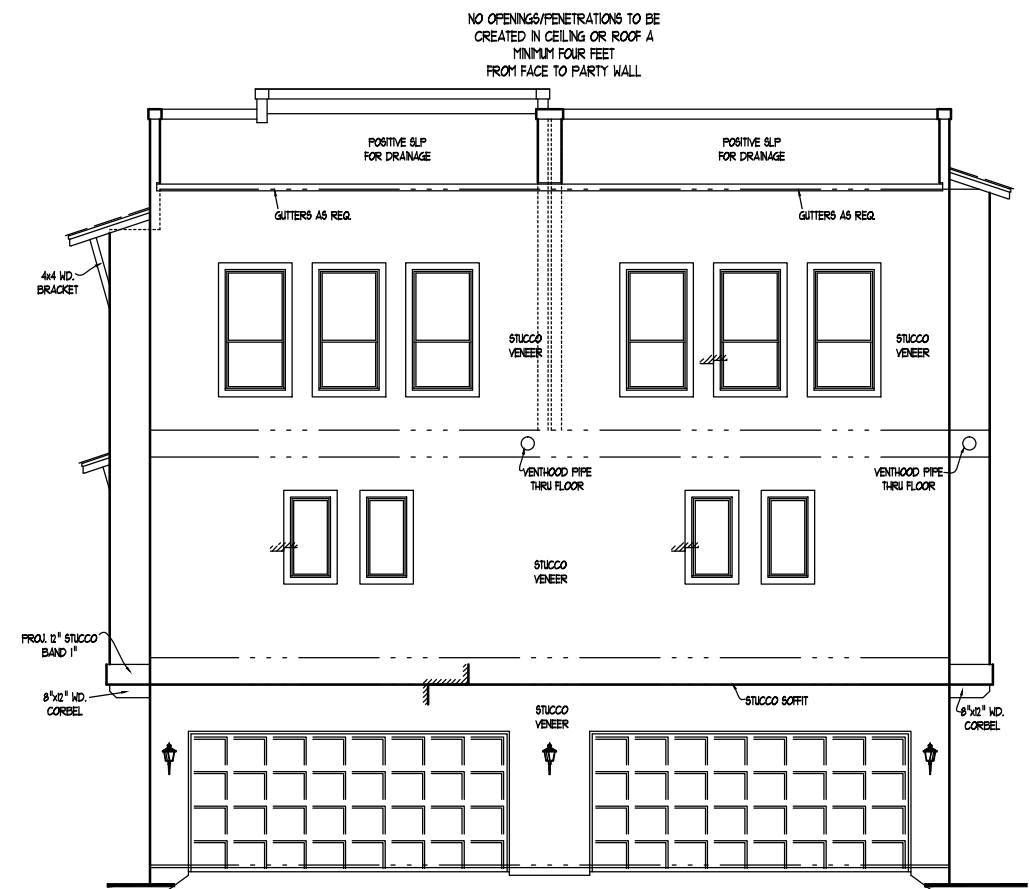 NO OPENINGS/PENETRATIONS TO BE
CREATED IN CEILING OR ROOF A
MINIMUM FOUR FEET
FROM FACE TO PARTY WALL
POSITIVE SLP
FOR DRAINAGE
POSITIVE SLP
FOR DRAINAGE
GUTTERS AS REQ.
GUTTERS AS REQ.
4x4 WD.
BRACKET
STUCCO
VENEER
STUCCO
VENEER
VENTHOOD PIPE
THRU FLOOR
VENTHOOD PIPE
THRU FLOOR
STUCCO
VENEER
PROJ. 12" STUCCO
BAND 1"
8"x12" WD.
CORBEL
STUCCO SOFFIT
STUCCO
VENEER
8"x12" WD.
CORBEL